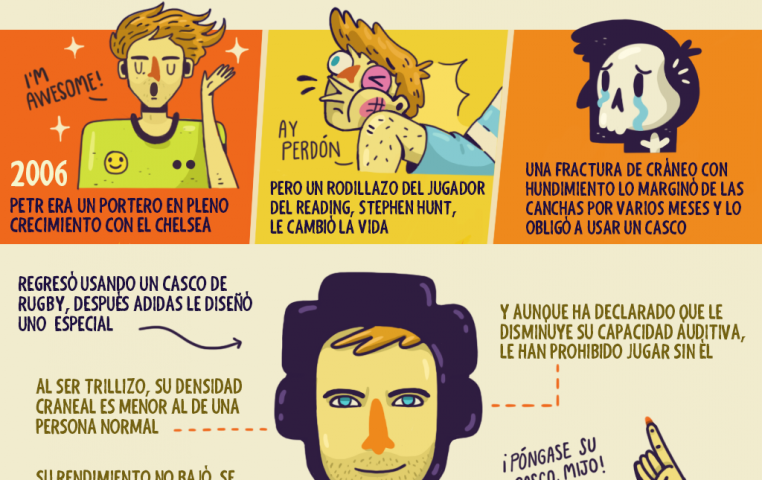 I'M
AWESOME!
2006
PETR ERA UN PORTERO EN PLENO
CRECIMIENTO CON EL CHELSEA
AY
PERDÓN
PERO UN RODILLAZO DEL JUGADOR
DEL READING, STEPHEN HUNT,
LE CAMBIÓ LA VIDA
UNA FRACTURA DE CRÁNEO CON
HUNDIMIENTO LO MARGINÓ DE LAS
CANCHAS POR VARIOS MESES Y LO
OBLIGÓ A USAR UN CASCO
REGRESÓ USANDO UN CASCO DE
RUGBY, DESPUÉS ADIDAS LE DISEÑÓ
UNO ESPECIAL
Y AUNQUE HA DECLARADO QUE LE
DISMINUYE SU CAPACIDAD AUDITIVA,
LE HAN PROHIBIDO JUGAR SIN ÉL
AL SER TRILLIZO, SU DENSIDAD
CRANEAL ES MENOR AL DE UNA
PERSONA NORMAL
¡PÓNGASE SU
CASCO, MIJO!
SU RENDIMIENTO NO BAJÓ, SE